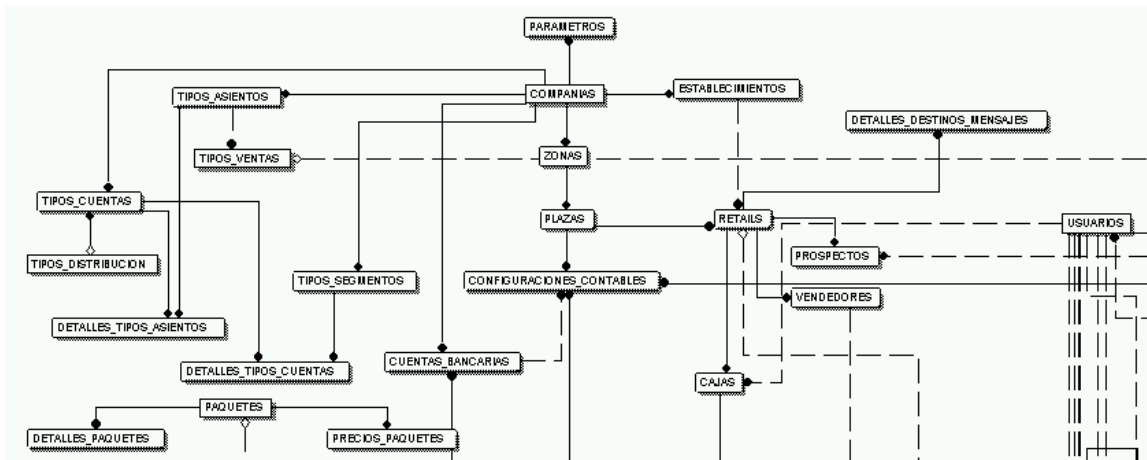 PARAMETROS
TIPOS_ASIENTOS
COMPANIAS
ESTABLECIMIENTOS
DETALLES_DESTINOS_MENSAJES
TIPOS_VENTAS
ZONAS
TIPOS_CUENTAS
PLAZAS
RETAILS
USUARIOS
TIPOS_DISTRIBUCION
TIPOS_SEGMENTOS
CONFIGURACIONES_CONTABLES
PROSPECTOS
VENDEDORES
DETALLES_TIPOS_ASIENTOS
DETALLES_TIPOS_CUENTAS
CUENTAS_BANCARIAS
CAJAS
PAQUETES
DETALLES_PAQUETES
PRECIOS_PAQUETES